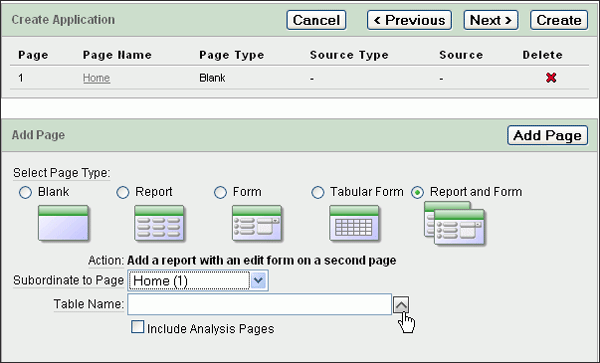 Create Application Cancel < Previous Next > Create
Page Page Name Page Type Source Type Source Delete
1 Home Blank - -
Add Page Add Page
Select Page Type:
Blank Report Form Tabular Form Report and Form
Action: Add a report with an edit form on a second page
Subordinate to Page Home (1)
Table Name:
Include Analysis Pages